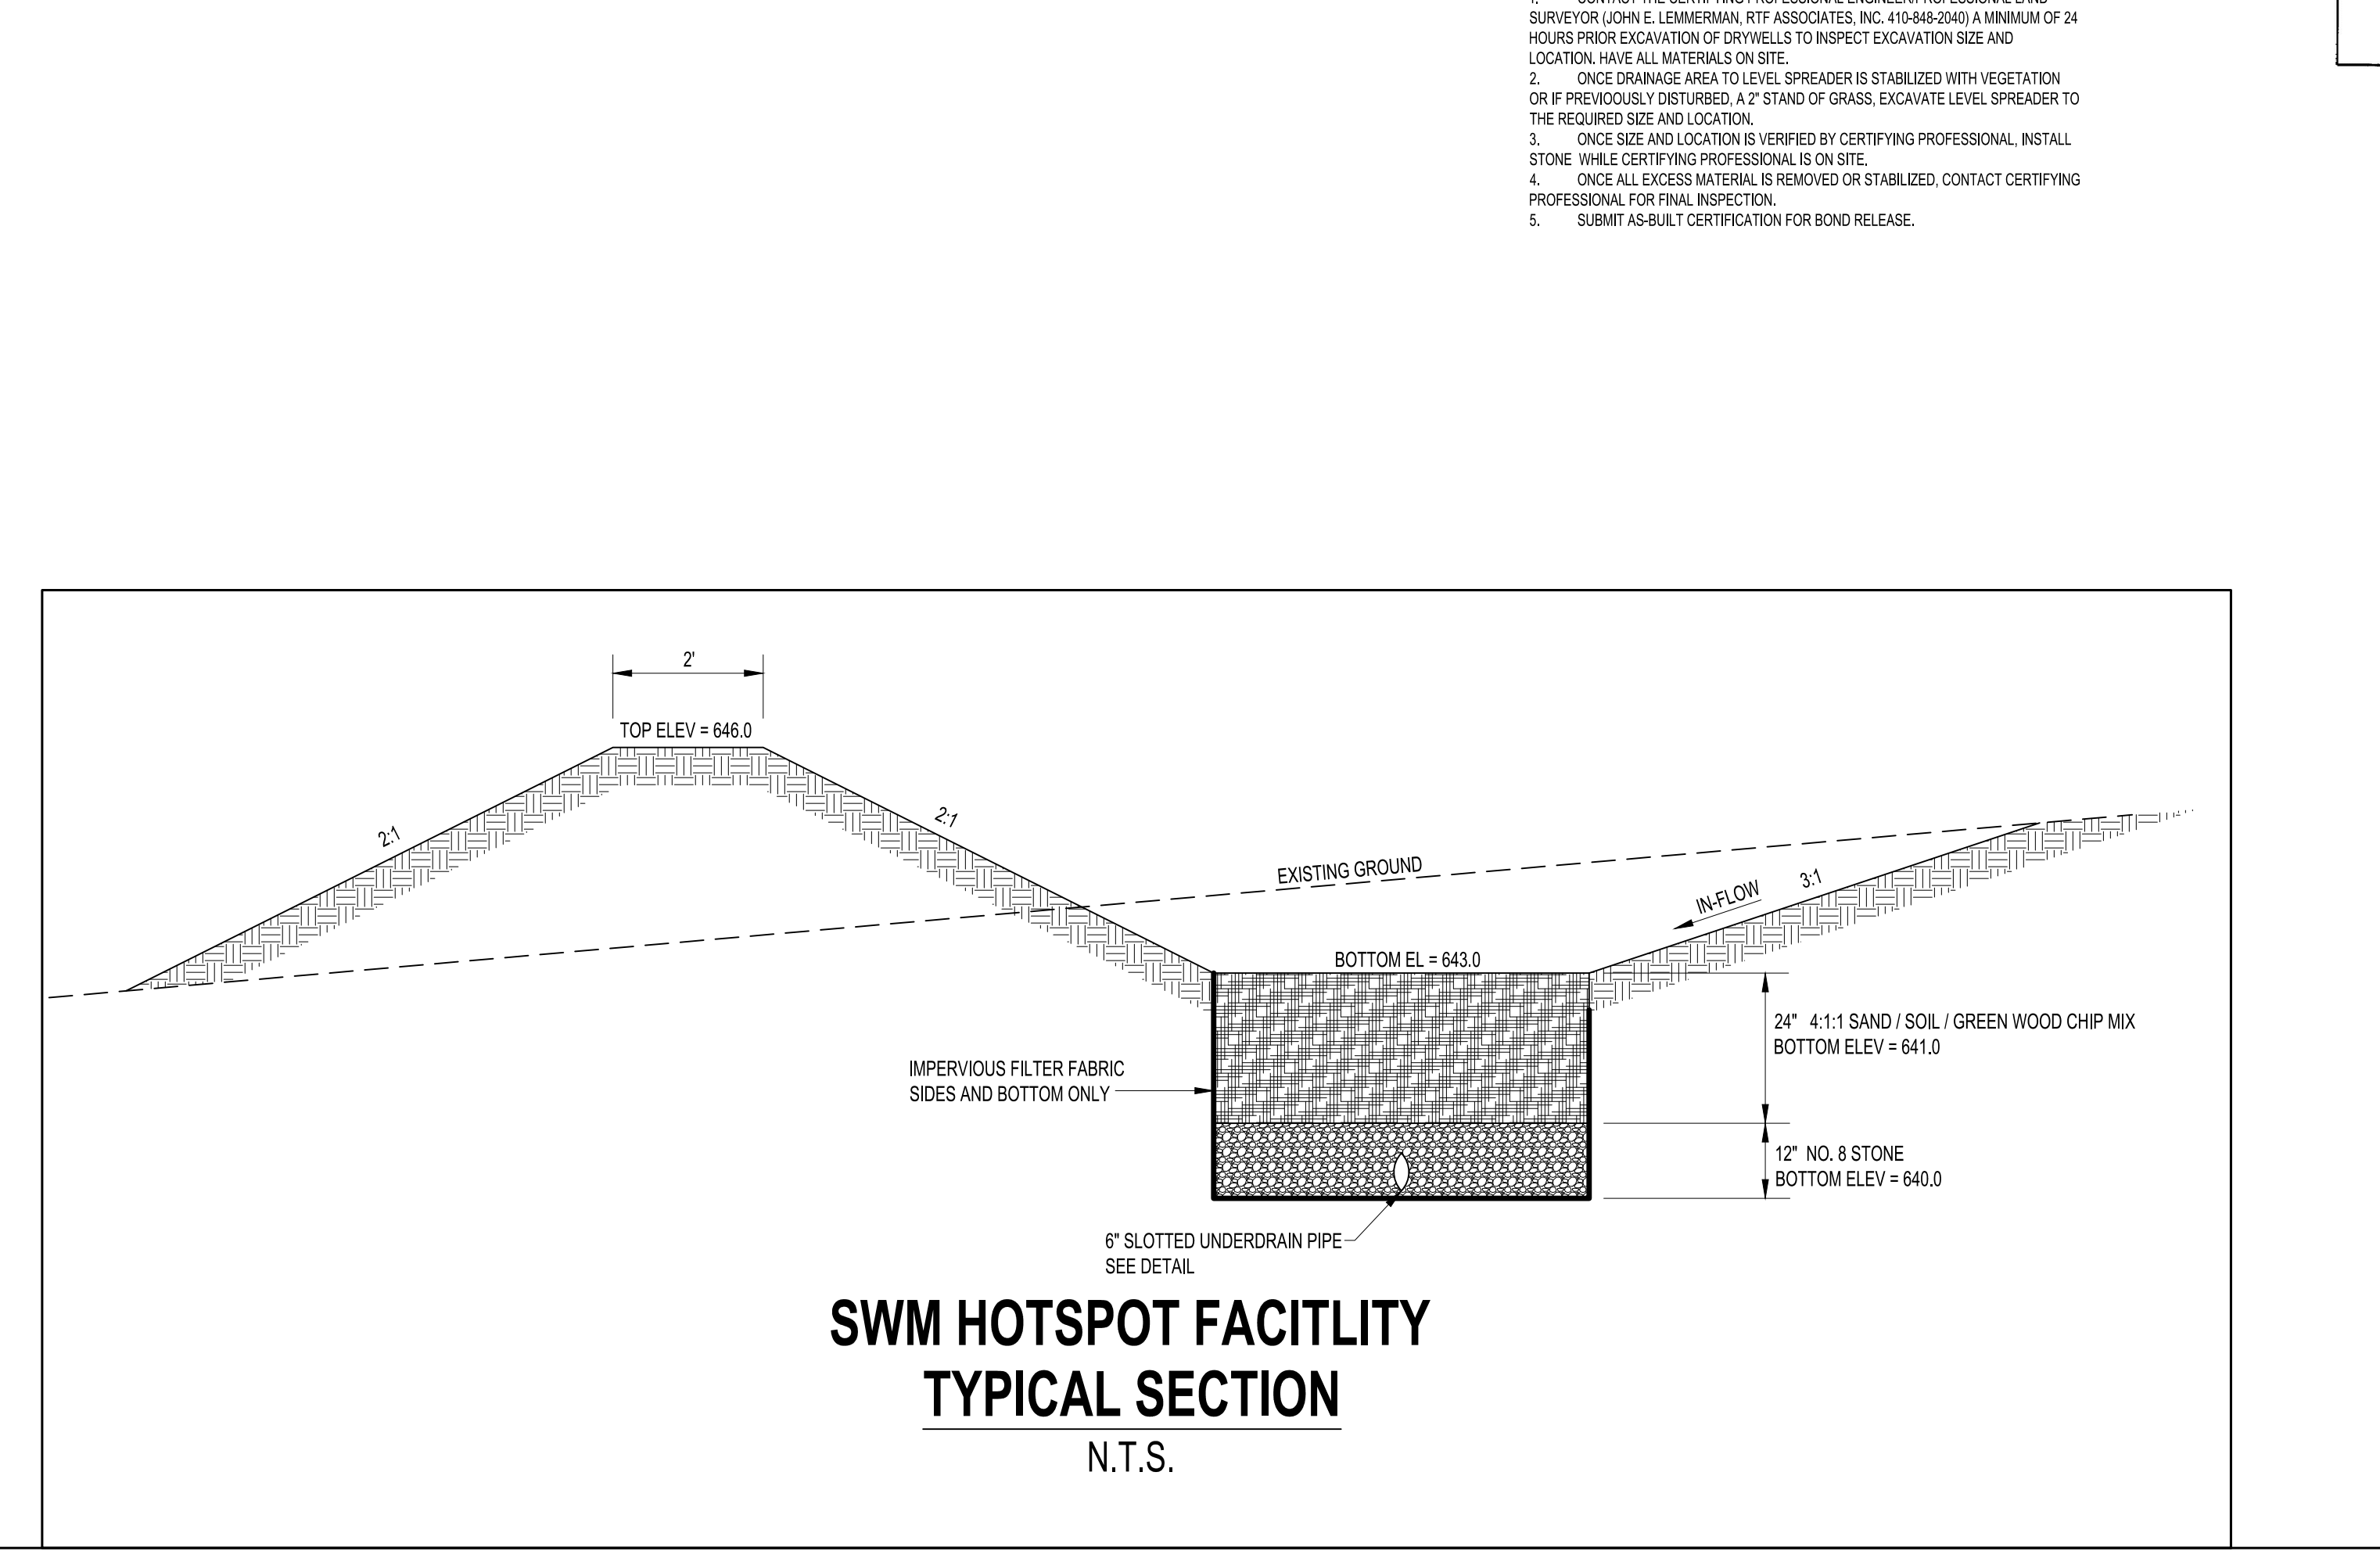 1. CONTACT THE CERTIFYING PROFESSIONAL ENGINEER/PROFESSIONAL LAND
SURVEYOR (JOHN E. LEMMERMAN, RTF ASSOCIATES, INC. 410-848-2040) A MINIMUM OF 24
HOURS PRIOR EXCAVATION OF DRYWELLS TO INSPECT EXCAVATION SIZE AND
LOCATION. HAVE ALL MATERIALS ON SITE.
2. ONCE DRAINAGE AREA TO LEVEL SPREADER IS STABILIZED WITH VEGETATION
OR IF PREVIOOUSLY DISTURBED, A 2" STAND OF GRASS, EXCAVATE LEVEL SPREADER TO
THE REQUIRED SIZE AND LOCATION.
3. ONCE SIZE AND LOCATION IS VERIFIED BY CERTIFYING PROFESSIONAL, INSTALL
STONE WHILE CERTIFYING PROFESSIONAL IS ON SITE.
4. ONCE ALL EXCESS MATERIAL IS REMOVED OR STABILIZED, CONTACT CERTIFYING
PROFESSIONAL FOR FINAL INSPECTION.
5. SUBMIT AS-BUILT CERTIFICATION FOR BOND RELEASE.
2'
TOP ELEV = 646.0
2:1
2:1
EXISTING GROUND
IN-FLOW
3:1
BOTTOM EL = 643.0
24" 4:1:1 SAND / SOIL / GREEN WOOD CHIP MIX
BOTTOM ELEV = 641.0
IMPERVIOUS FILTER FABRIC
SIDES AND BOTTOM ONLY
12" NO. 8 STONE
BOTTOM ELEV = 640.0
6" SLOTTED UNDERDRAIN PIPE
SEE DETAIL
SWM HOTSPOT FACITLITY
TYPICAL SECTION
N.T.S.